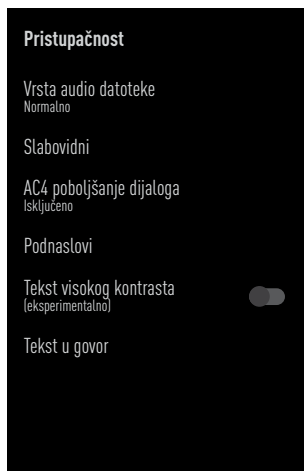 Pristupačnost
Vrsta audio datoteke
Normalno
Slabovidni
AC4 poboljšanje dijaloga
Isključeno
Podnaslovi
Tekst visokog kontrasta
(eksperimentalno)
Tekst u govor